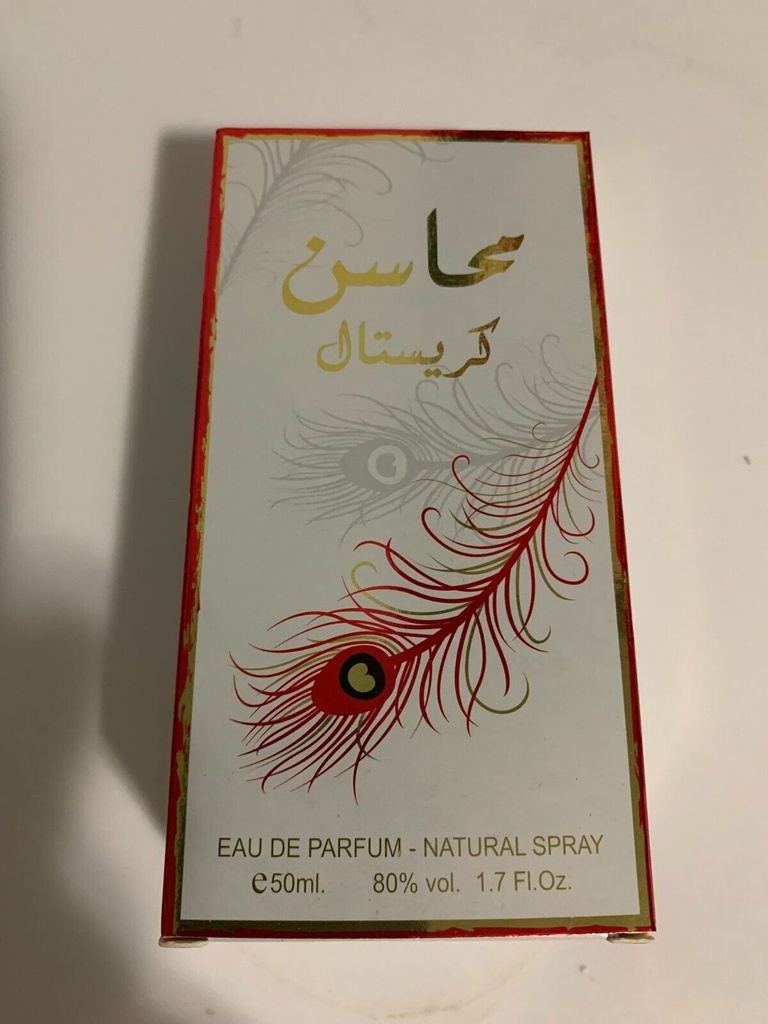 محاسن
كريستال
EAU DE PARFUM - NATURAL SPRAY
℮50ml. 80% vol. 1.7 Fl.Oz.